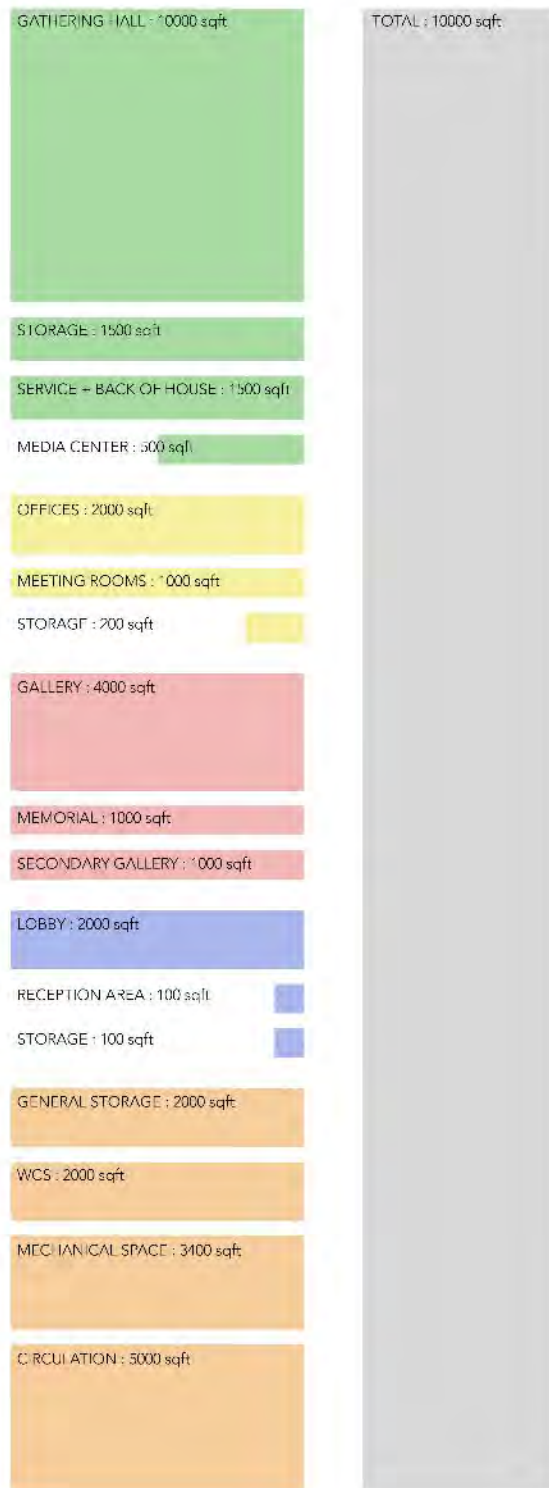 GATHERING HALL : 10000 sqft
STORAGE : 1500 sqft
SERVICE + BACK OF HOUSE : 1500 sqft
MEDIA CENTER : 500 sqft
OFFICES : 2000 sqft
MEETING ROOMS : 1000 sqft
STORAGE : 200 sqft
GALLERY : 4000 sqft
MEMORIAL : 1000 sqft
SECONDARY GALLERY : 1000 sqft
LOBBY : 2000 sqft
RECEPTION AREA : 100 sqft
STORAGE : 100 sqft
GENERAL STORAGE : 2000 sqft
WCS : 2000 sqft
MECHANICAL SPACE : 3400 sqft
CIRCULATION : 5000 sqft
TOTAL : 10000 sqft